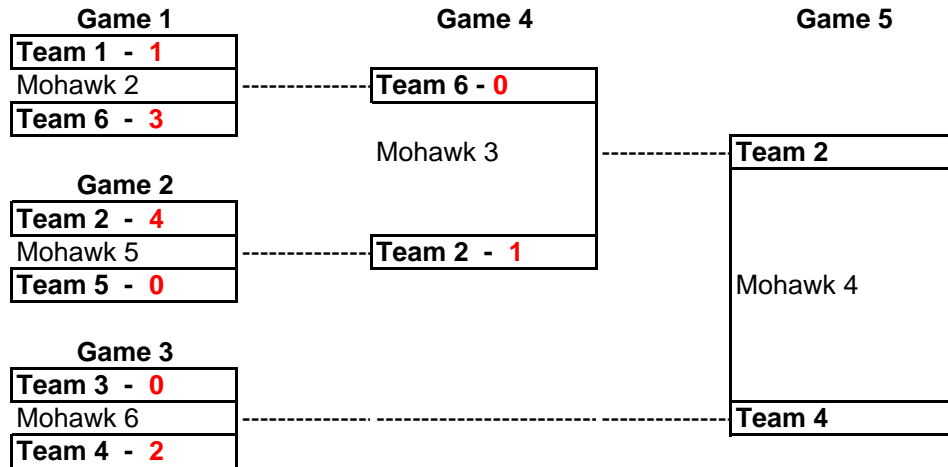 Game 1
Team 1 - 1
Mohawk 2
Team 6 - 3
Game 2
Team 2 - 4
Mohawk 5
Team 5 - 0
Game 3
Team 3 - 0
Mohawk 6
Team 4 - 2
Game 4
Team 6 - 0
Mohawk 3
Team 2 - 1
Game 5
Team 2
Mohawk 4
Team 4